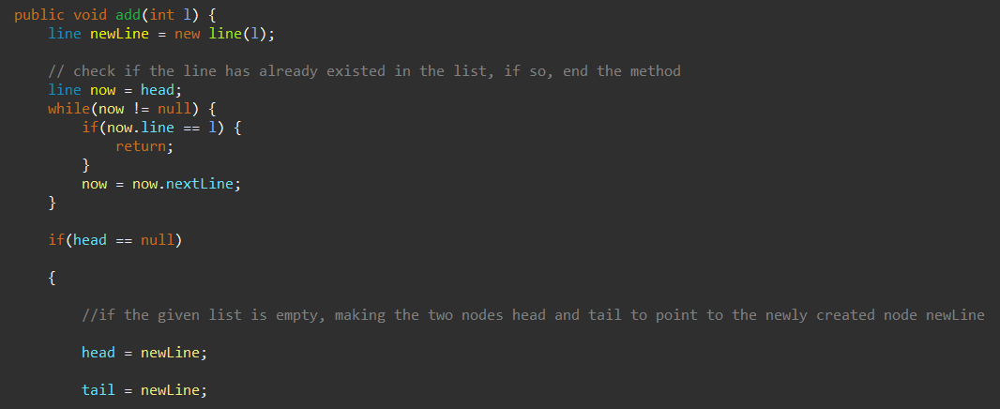 public void add(int l) {
    line newLine = new line(l);

    // check if the line has already existed in the list, if so, end the method
    line now = head;
    while(now != null) {
        if(now.line == l) {
            return;
        }
        now = now.nextLine;
    }

    if(head == null)

    {

        //if the given list is empty, making the two nodes head and tail to point to the newly created node newLine

        head = newLine;

        tail = newLine;